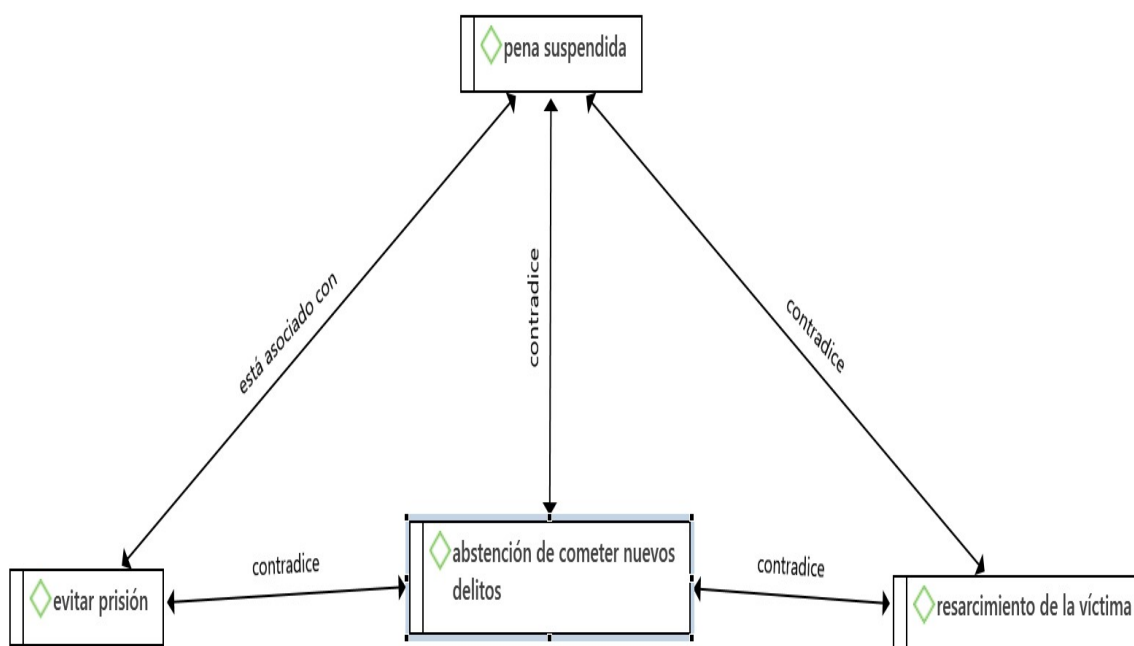 pena suspendida
está asociado con
contradice
contradice
evitar prisión
contradice
abstención de cometer nuevos
delitos
contradice
resarcimiento de la víctima